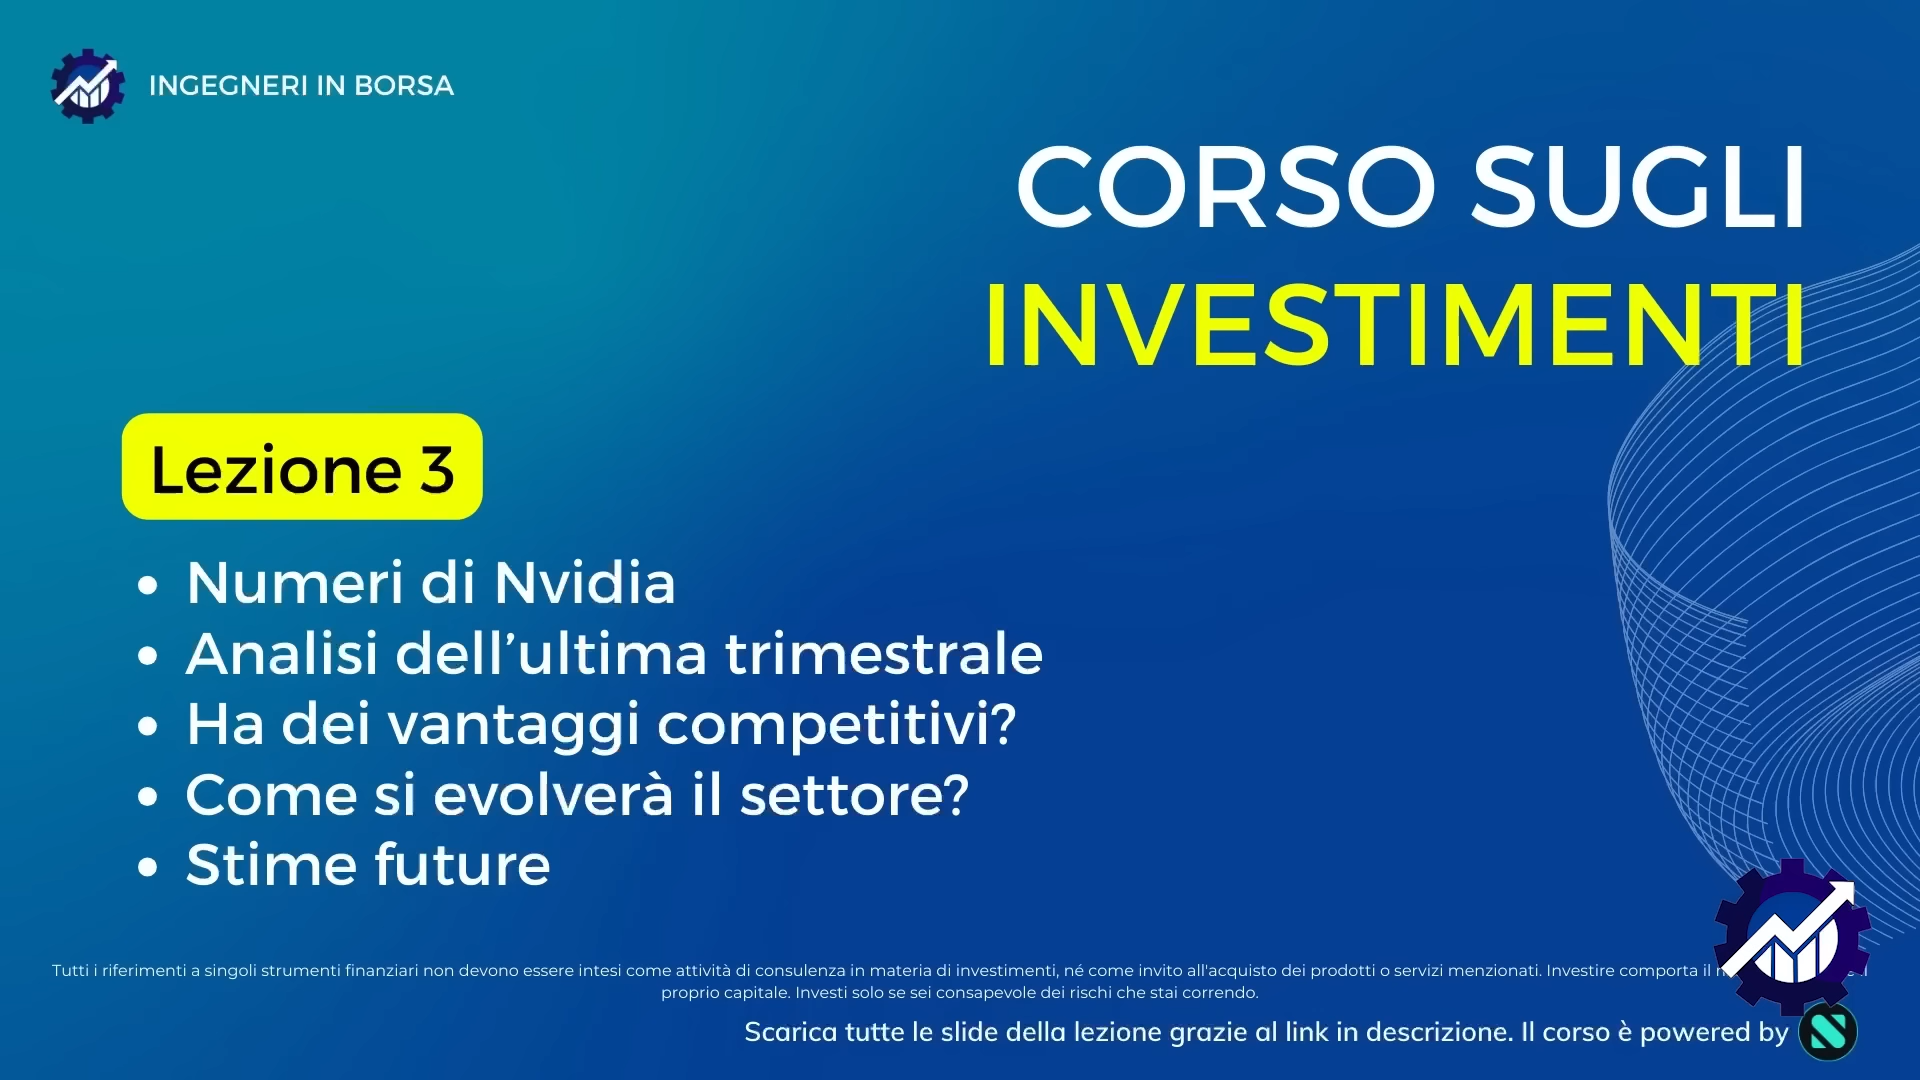 INGEGNERI IN BORSA
CORSO SUGLI
INVESTIMENTI
Lezione 3
• Numeri di Nvidia
• Analisi dell’ultima trimestrale
• Ha dei vantaggi competitivi?
• Come si evolverà il settore?
• Stime future
Tutti i riferimenti a singoli strumenti finanziari non devono essere intesi come attività di consulenza in materia di investimenti, né come invito all'acquisto dei prodotti o servizi menzionati. Investire comporta il
proprio capitale. Investi solo se sei consapevole dei rischi che stai correndo.
Scarica tutte le slide della lezione grazie al link in descrizione. Il corso è powered by